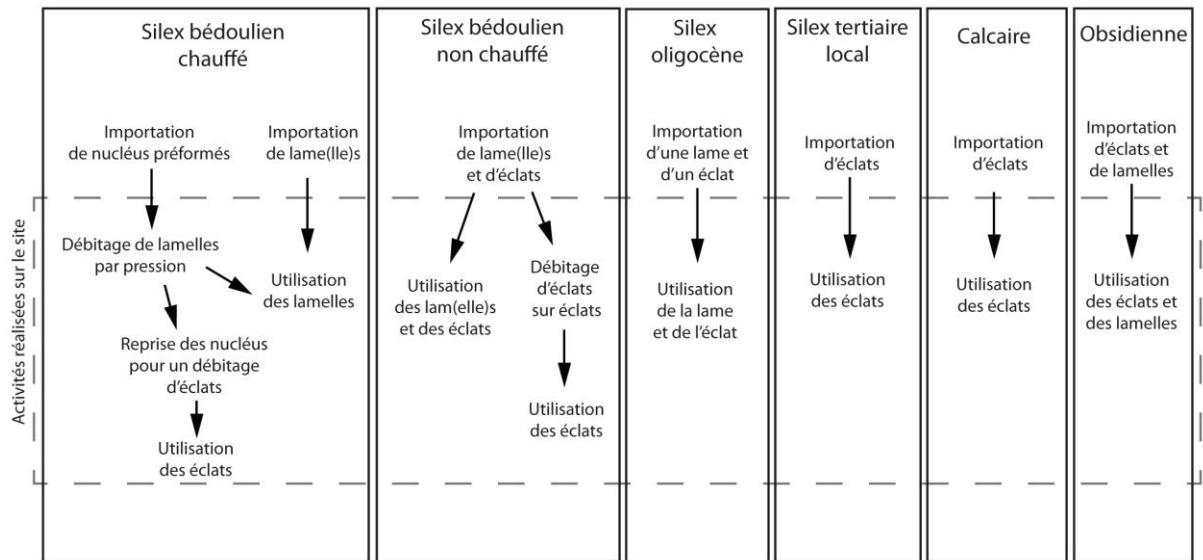 Silex bédoulien
chauffé
Importation
de nucléus préformés
Importation
de lame(lle)s
Débitage de lamelles
par pression
Utilisation
des lamelles
Reprise des nucléus
pour un débitage
d'éclats
Utilisation
des éclats
Silex bédoulien
non chauffé
Importation
de lame(lle)s
et d'éclats
Utilisation
des lam(elle)s
et des éclats
Débitage
d'éclats
sur éclats
Utilisation
des éclats
Silex
oligocène
Importation
d'une lame et
d'un éclat
Utilisation
de la lame
et de l'éclat
Silex tertiaire
local
Importation
d'éclats
Utilisation
des éclats
Calcaire
Importation
d'éclats
Utilisation
des éclats
Obsidienne
Importation
d'éclats et
de lamelles
Utilisation
des éclats et
des lamelles
Activités réalisées sur le site